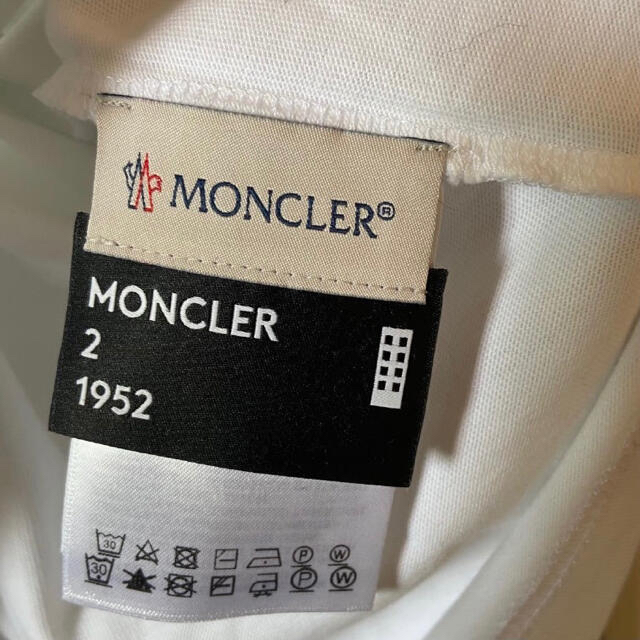 MONCLER®
MONCLER
2
1952
30 P W
30 P W